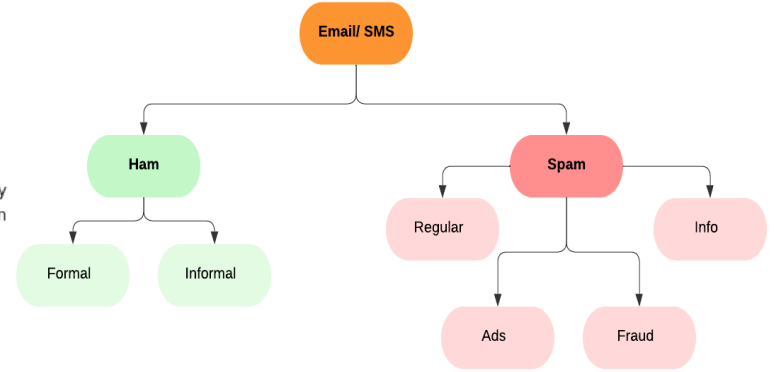 Email/ SMS
Ham
Spam
y
n
Regular
Info
Formal
Informal
Ads
Fraud